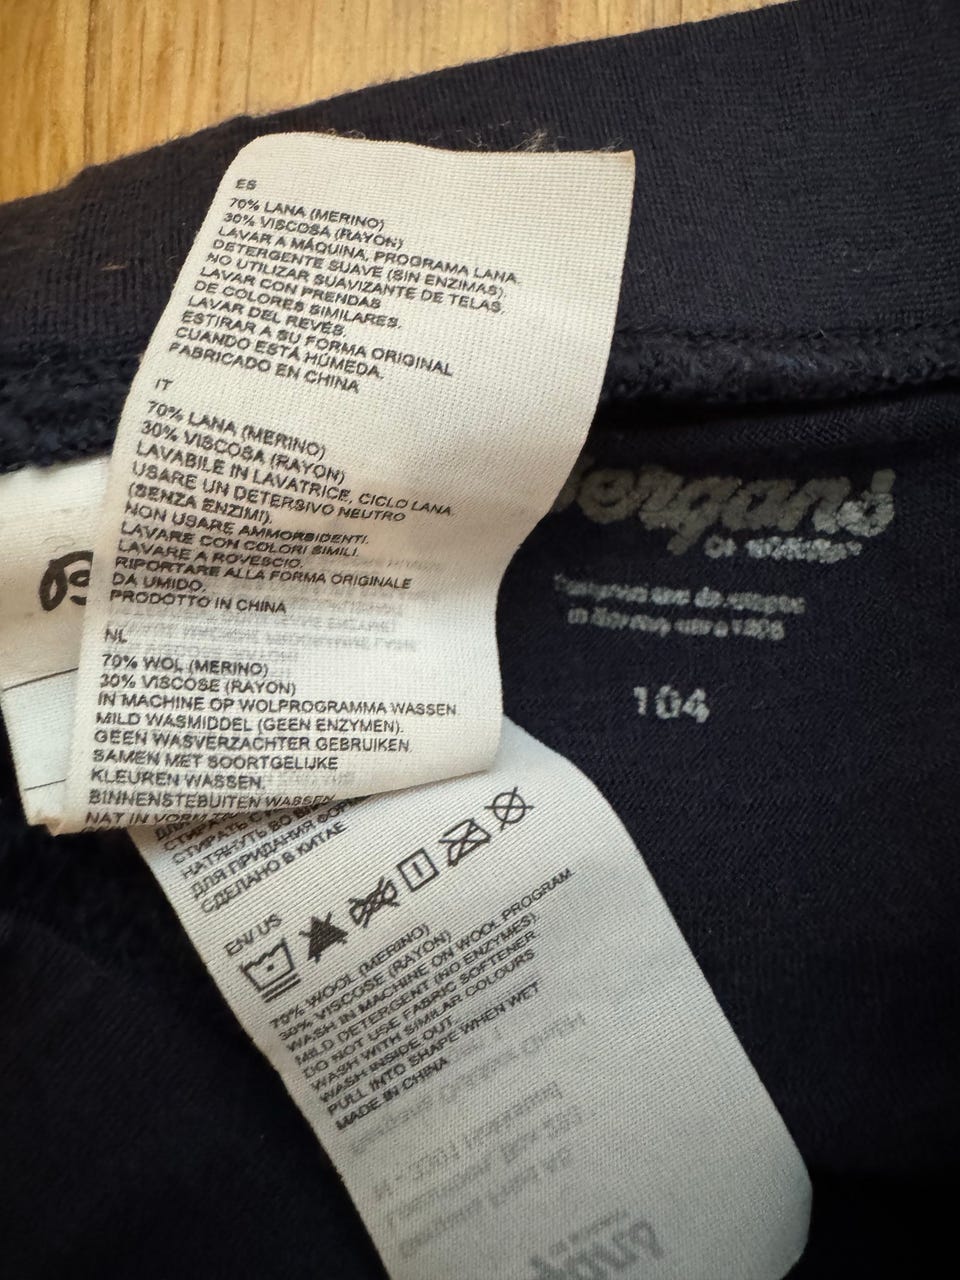 ES
70% LANA (MERINO)
30% VISCOSA (RAYON)
LAVAR A MÁQUINA, PROGRAMA LANA.
DETERGENTE SUAVE (SIN ENZIMAS).
NO UTILIZAR SUAVIZANTE DE TELAS.
LAVAR CON PRENDAS
DE COLORES SIMILARES.
LAVAR DEL REVÉS.
ESTIRAR A SU FORMA ORIGINAL
CUANDO ESTÁ HÚMEDA.
FABRICADO EN CHINA
IT
70% LANA (MERINO)
30% VISCOSA (RAYON)
LAVABILE IN LAVATRICE, CICLO LANA.
USARE UN DETERSIVO NEUTRO
(SENZA ENZIMI).
NON USARE AMMORBIDENTI.
LAVARE CON COLORI SIMILI.
LAVARE A ROVESCIO.
RIPORTARE ALLA FORMA ORIGINALE
DA UMIDO.
PRODOTTO IN CHINA
NL
70% WOL (MERINO)
30% VISCOSE (RAYON)
IN MACHINE OP WOLPROGRAMMA WASSEN.
MILD WASMIDDEL (GEEN ENZYMEN).
GEEN WASVERZACHTER GEBRUIKEN.
SAMEN MET SOORTGELIJKE
KLEUREN WASSEN.
BINNENSTEBUITEN WASSEN.
NAT IN VORM
ergans
OF NORWAY
104
ДЛЯ ПРИДАНИЯ
СДЕЛАНО В КИТАЕ
EN/ US
70% WOOL (MERINO)
30% VISCOSE (RAYON)
WASH IN MACHINE ON WOOL PROGRAM
MILD DETERGENT (NO ENZYMES).
DO NOT USE FABRIC SOFTENER
WASH WITH SIMILAR COLOURS
WASH INSIDE OUT
PULL INTO SHAPE WHEN WET
MADE IN CHINA